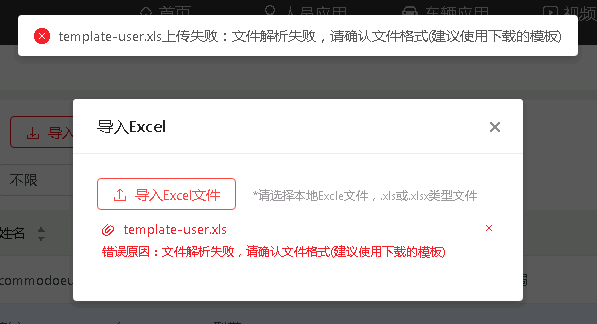 首页 人员应用 车辆应用 视频
template-user.xls上传失败：文件解析失败，请确认文件格式(建议使用下载的模板)
导入Excel
导入
导入Excel文件 *请选择本地Excle文件，.xls或.xlsx类型文件
不限
template-user.xls
姓名
错误原因：文件解析失败，请确认文件格式(建议使用下载的模板)
commodoeu